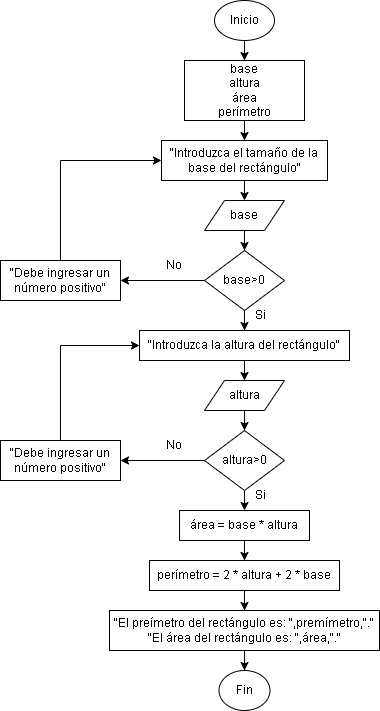 Inicio
base
altura
área
perímetro
"Introduzca el tamaño de la
base del rectángulo"
base
base>0
No
"Debe ingresar un
número positivo"
Si
"Introduzca la altura del rectángulo"
altura
altura>0
No
"Debe ingresar un
número positivo"
Si
área = base * altura
perímetro = 2 * altura + 2 * base
"El preímetro del rectángulo es: ",premímetro,"."
"El área del rectángulo es: ",área,"."
Fin